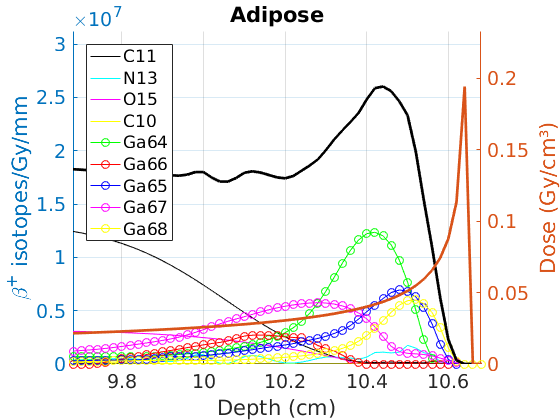 Adipose
×10⁷
3
2.5
2
1.5
1
0.5
0
β⁺ isotopes/Gy/mm
C11
N13
O15
C10
Ga64
Ga66
Ga65
Ga67
Ga68
0.2
0.15
0.1
0.05
0
Dose (Gy/cm³)
9.8 10 10.2 10.4 10.6
Depth (cm)